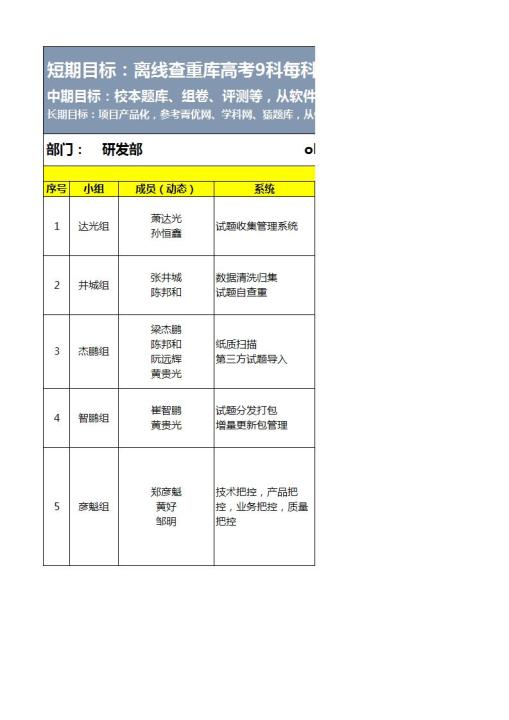 短期目标：离线查重库高考9科每科
中期目标：校本题库、组卷、评测等，从软件
长期目标：项目产品化，参考菁优网、学科网、猿题库，从
部门： 研发部 ol
序号 小组 成员（动态） 系统
1 达光组 萧达光 孙恒鑫 试题收集管理系统
2 井城组 张井城 陈邦和 数据清洗归集 试题自查重
3 杰鹏组 梁杰鹏 陈邦和 阮远辉 黄贵光 纸质扫描 第三方试题导入
4 智鹏组 崔智鹏 黄贵光 试题分发打包 增量更新包管理
5 彦魁组 郑彦魁 黄好 邹明 技术把控，产品把控，业务把控，质量把控